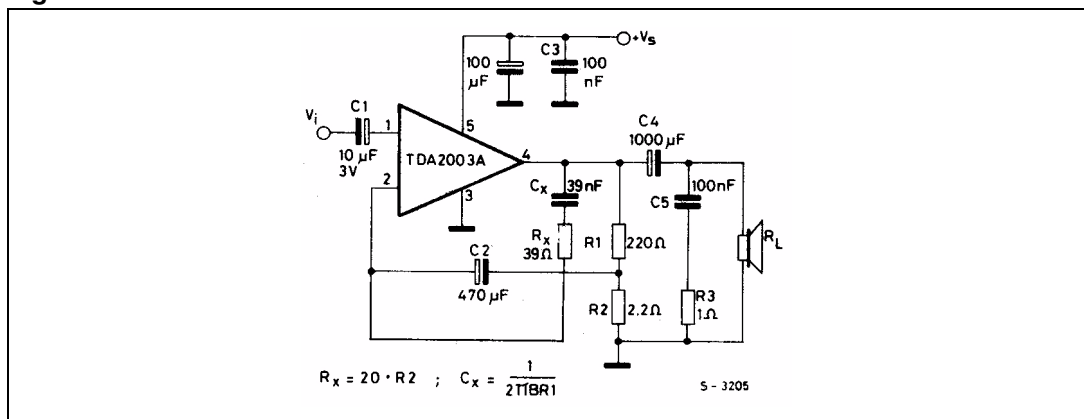 +Vs
100
μF
C3
100
nF
Vi
C1
10 μF
3V
1
2
5
TDA2003A
3
4
C4
1000 μF
Cx
39nF
100nF
C5
Rx
39Ω
R1
220Ω
RL
C2
470 μF
R2
2.2Ω
R3
1Ω
Rx = 20 · R2 ; Cx = 1 / 2πBR1
S - 3205